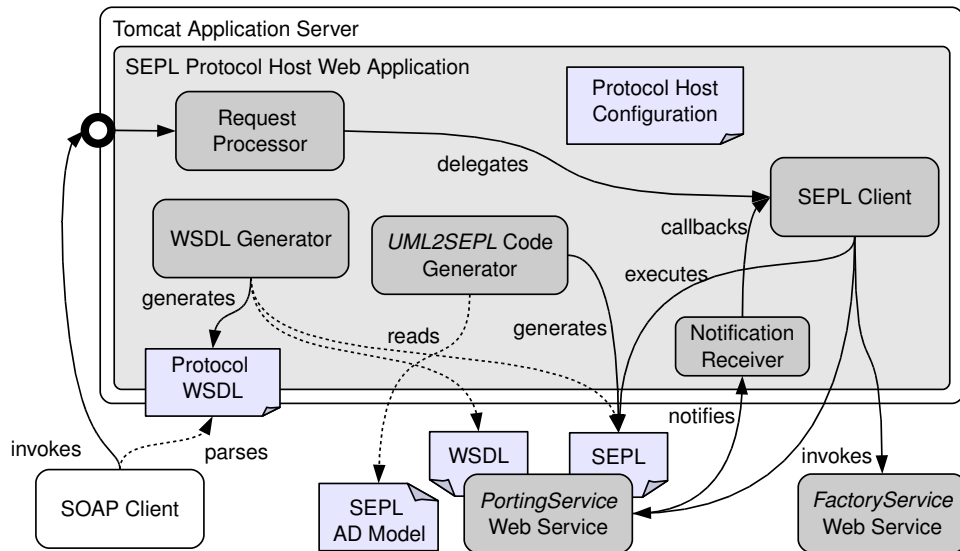 Tomcat Application Server
SEPL Protocol Host Web Application
Protocol Host
Configuration
Request
Processor
delegates
SEPL Client
WSDL Generator
UML2SEPL Code
Generator
callbacks
executes
generates
reads
generates
Notification
Receiver
Protocol
WSDL
notifies
invokes
parses
WSDL
SEPL
invokes
SOAP Client
SEPL
AD Model
PortingService
Web Service
FactoryService
Web Service